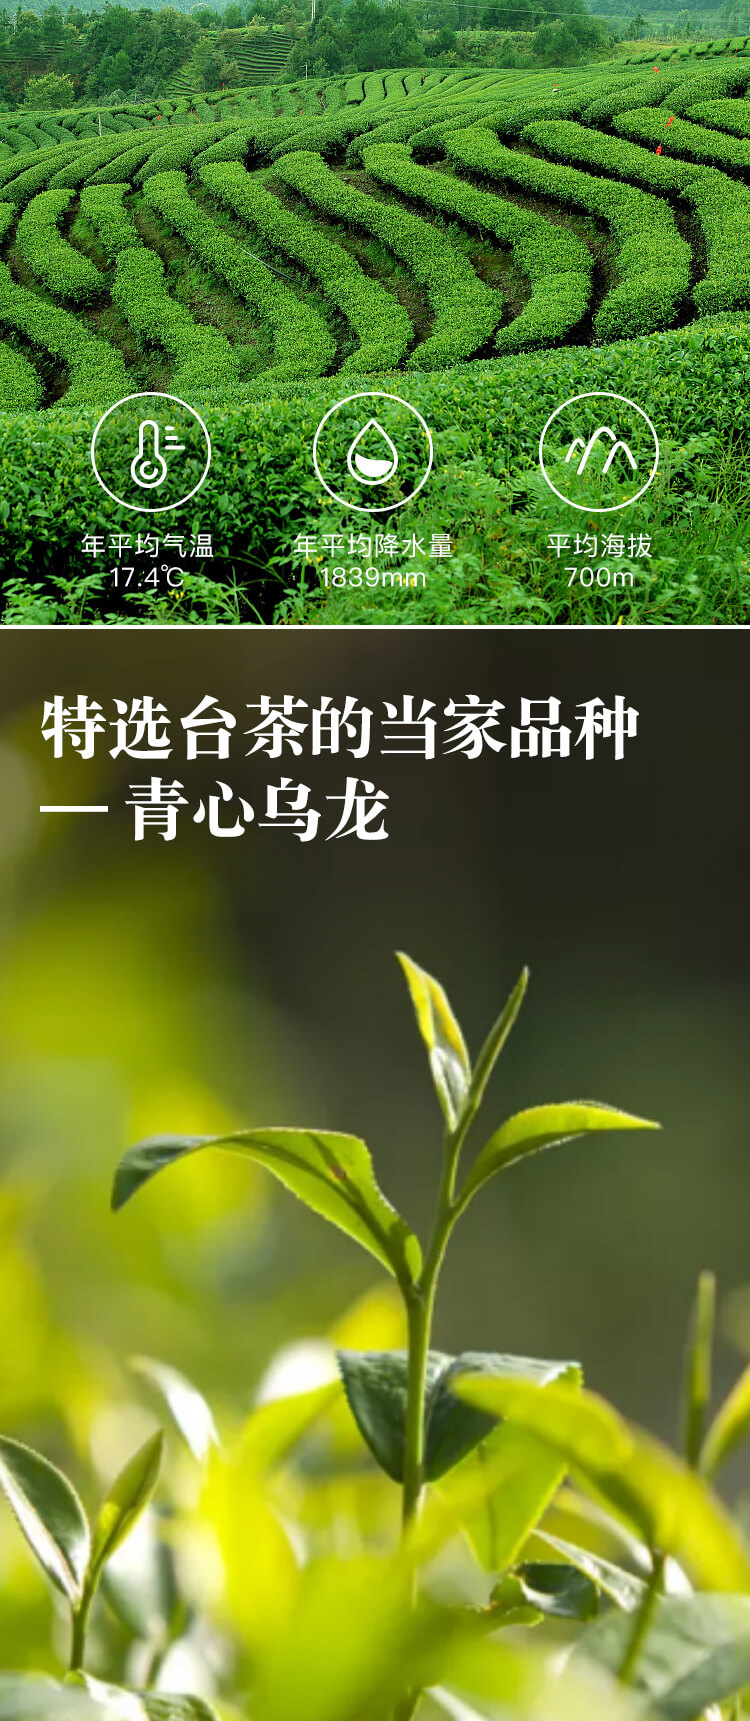 年平均气温
17.4℃
年平均降水量
1839mm
平均海拔
700m
特选台茶的当家品种
— 青心乌龙